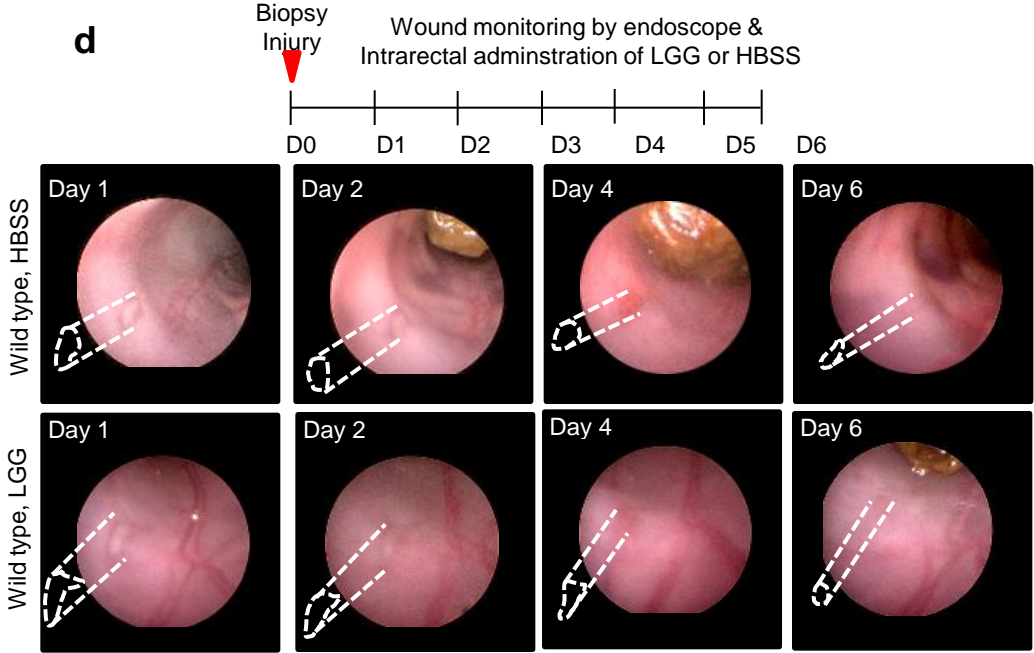 d
Biopsy
Injury
Wound monitoring by endoscope &
Intrarectal adminstration of LGG or HBSS
D0 D1 D2 D3 D4 D5 D6
Wild type, HBSS
Day 1 Day 2 Day 4 Day 6
Wild type, LGG
Day 1 Day 2 Day 4 Day 6